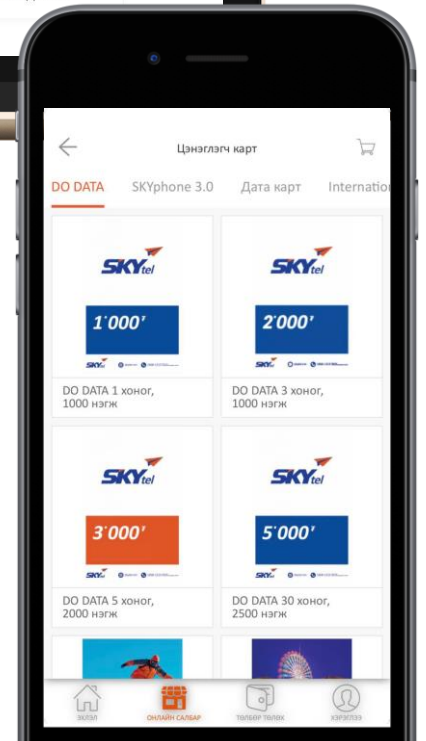 Цэнэглэгч карт
DO DATA SKYphone 3.0 Дата карт Internatior
SKYtel
1'000₮
SKYtel
2'000₮
DO DATA 1 хоног,
1000 нэгж
DO DATA 3 хоног,
1000 нэгж
SKYtel
3'000₮
SKYtel
5'000₮
DO DATA 5 хоног,
2000 нэгж
DO DATA 30 хоног,
2500 нэгж
ЭХЛЭЛ
ОНЛАЙН САЛБАР
ТӨЛБӨР ТӨЛӨХ
ХЭРЭГЛЭЭ